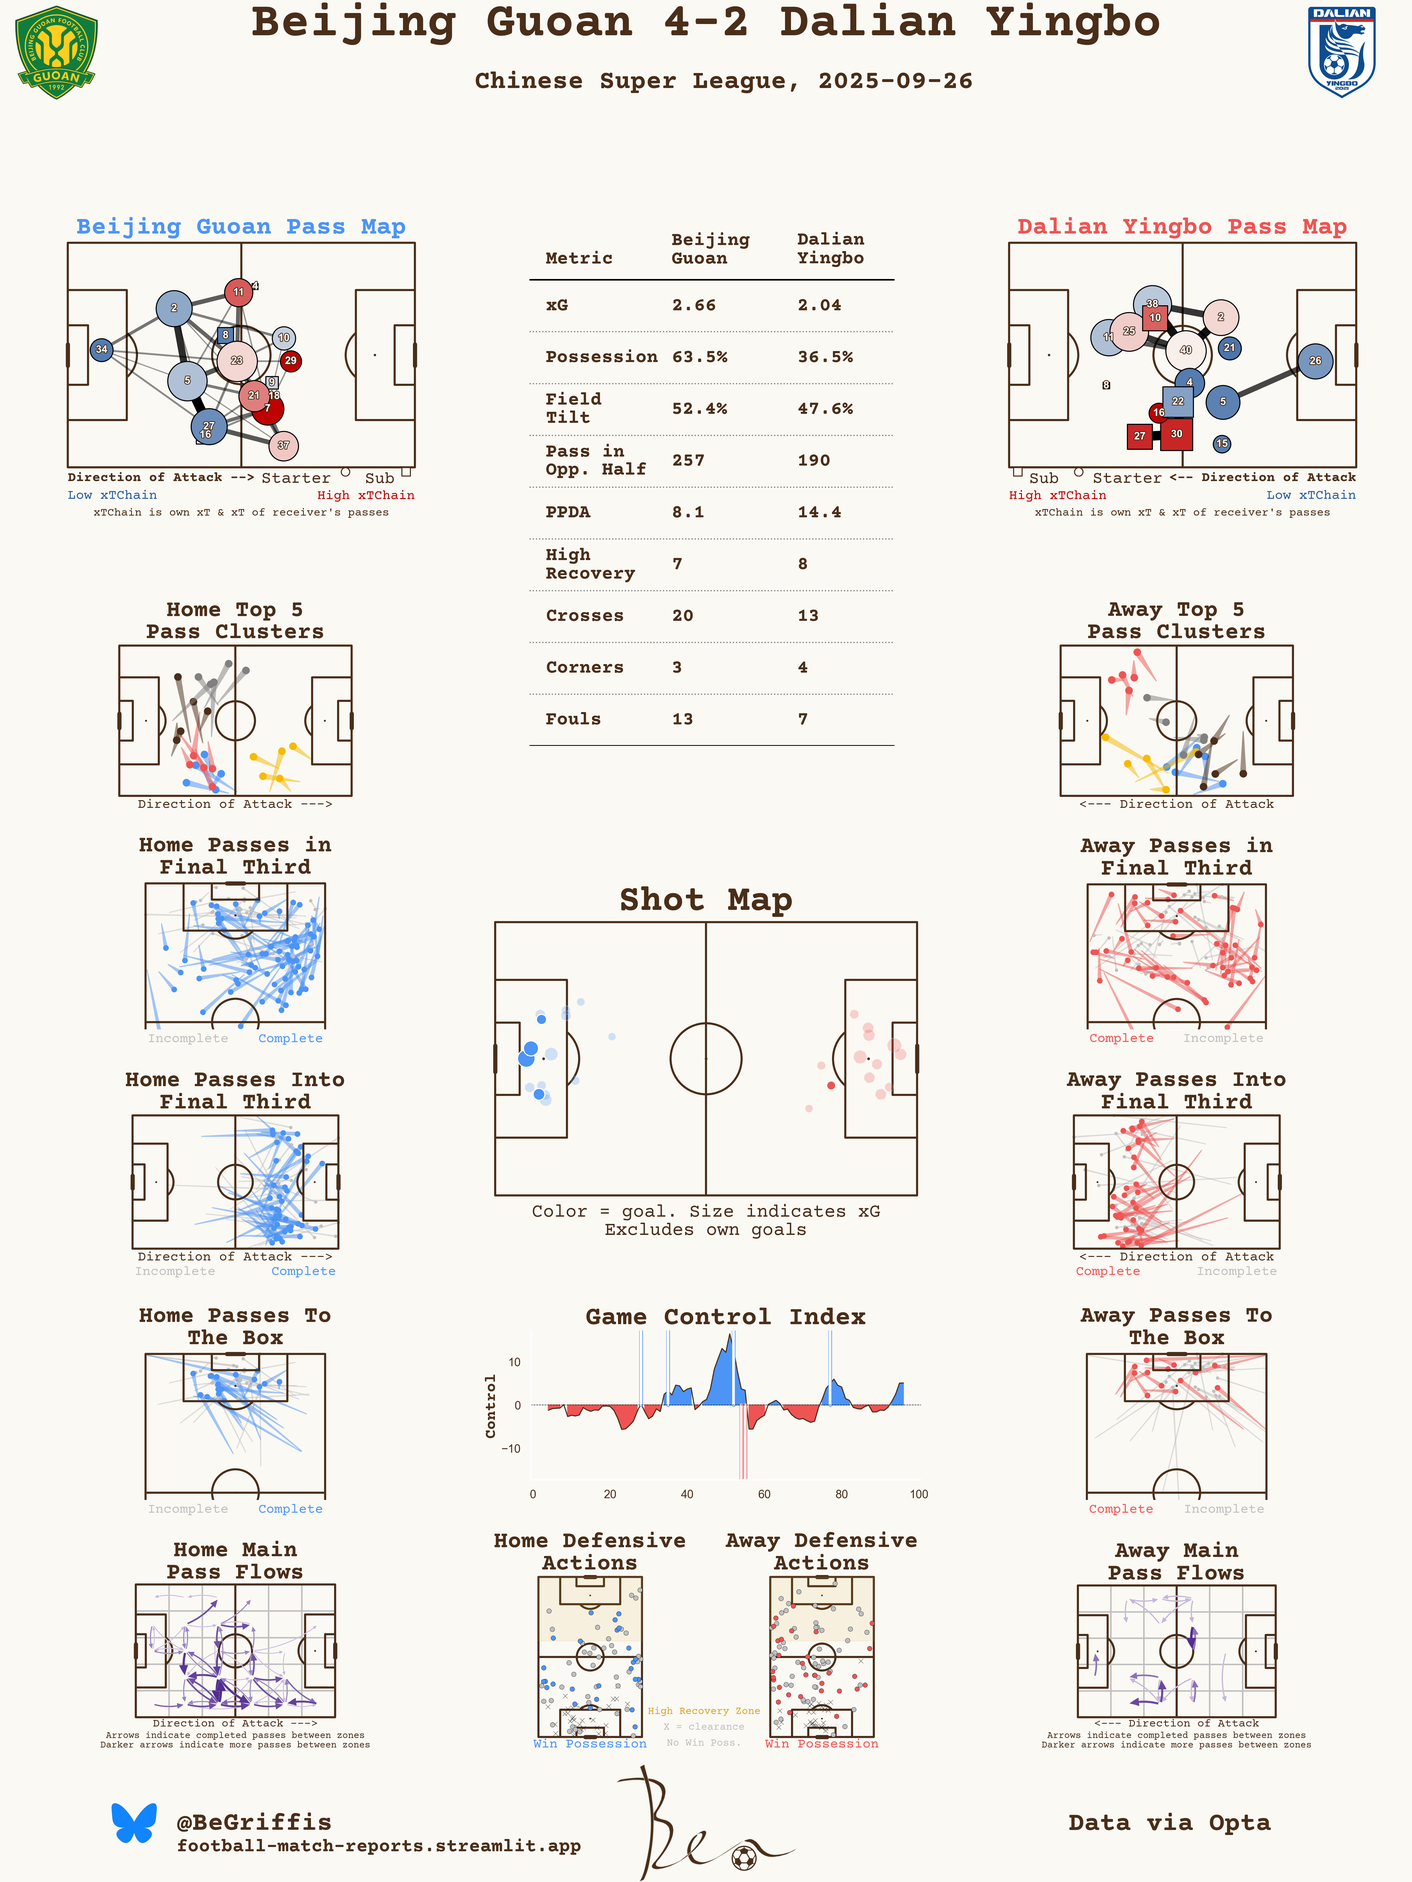 Beijing Guoan 4-2 Dalian Yingbo
Chinese Super League, 2025-09-26
BEIJING GUOAN FOOTBALL CLUB
GUOAN
1992
DALIAN
YINGBO
Beijing Guoan Pass Map
34
2
11
4
8
10
23
29
5
9
21
18
7
27
16
37
Direction of Attack --> Starter Sub
Low xTChain High xTChain
xTChain is own xT & xT of receiver's passes
Metric Beijing Guoan Dalian Yingbo
xG 2.66 2.04
Possession 63.5% 36.5%
Field Tilt 52.4% 47.6%
Pass in Opp. Half 257 190
PPDA 8.1 14.4
High Recovery 7 8
Crosses 20 13
Corners 3 4
Fouls 13 7
Dalian Yingbo Pass Map
38
10
2
11
25
40
21
26
8
4
22
5
16
27
30
15
Sub Starter <-- Direction of Attack
High xTChain Low xTChain
xTChain is own xT & xT of receiver's passes
Home Top 5
Pass Clusters
Direction of Attack --->
Away Top 5
Pass Clusters
<--- Direction of Attack
Home Passes in
Final Third
Incomplete Complete
Away Passes in
Final Third
Complete Incomplete
Shot Map
Color = goal. Size indicates xG
Excludes own goals
Home Passes Into
Final Third
Direction of Attack --->
Incomplete Complete
Away Passes Into
Final Third
<--- Direction of Attack
Complete Incomplete
Home Passes To
The Box
Incomplete Complete
Game Control Index
Control
10
0
−10
0 20 40 60 80 100
Away Passes To
The Box
Complete Incomplete
Home Main
Pass Flows
Direction of Attack --->
Arrows indicate completed passes between zones
Darker arrows indicate more passes between zones
Home Defensive
Actions
Win Possession
High Recovery Zone
X = clearance
No Win Poss.
Away Defensive
Actions
Win Possession
Away Main
Pass Flows
<--- Direction of Attack
Arrows indicate completed passes between zones
Darker arrows indicate more passes between zones
@BeGriffis
football-match-reports.streamlit.app
Ben
Data via Opta